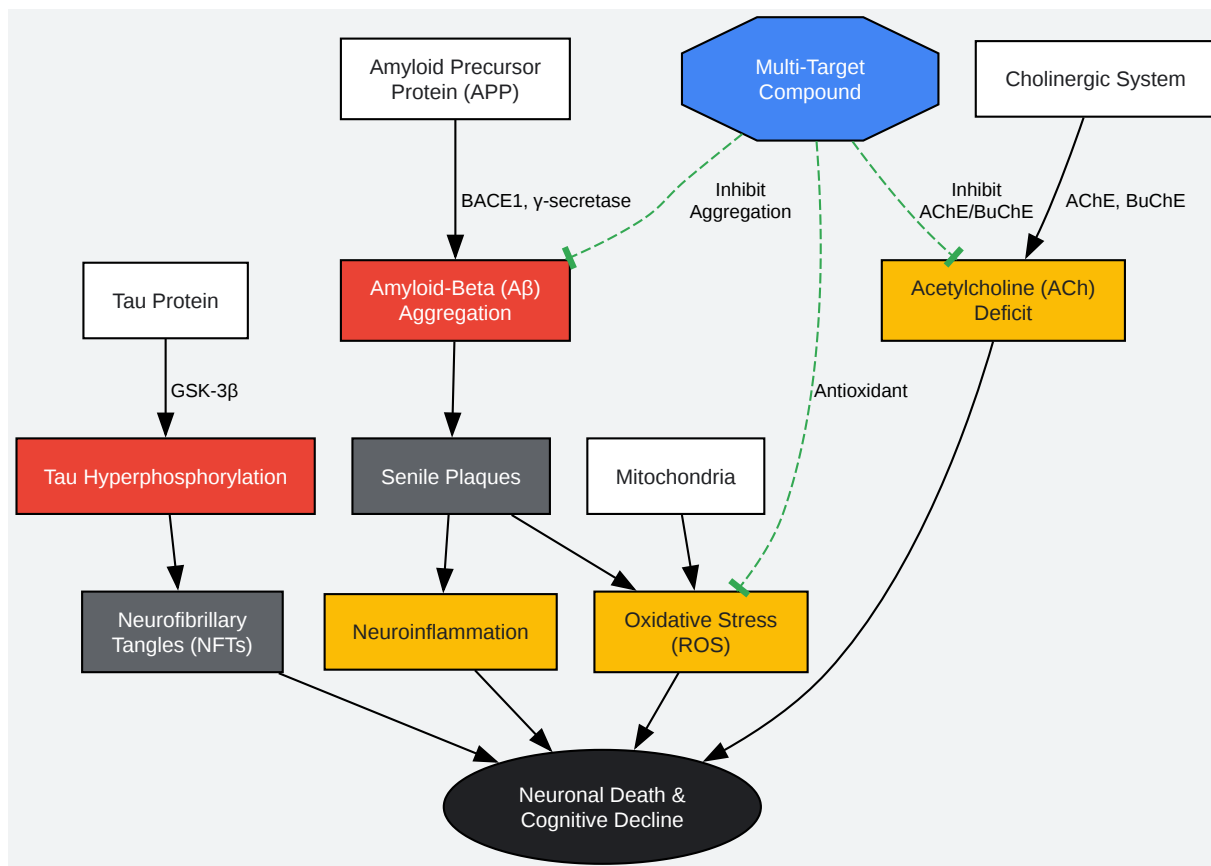 Amyloid Precursor
Protein (APP)
Multi-Target
Compound
Cholinergic System
BACE1, γ-secretase
Inhibit
Aggregation
Inhibit
AChE/BuChE
AChE, BuChE
Tau Protein
Amyloid-Beta (Aβ)
Aggregation
Acetylcholine (ACh)
Deficit
GSK-3β
Antioxidant
Tau Hyperphosphorylation
Senile Plaques
Mitochondria
Neurofibrillary
Tangles (NFTs)
Neuroinflammation
Oxidative Stress
(ROS)
Neuronal Death &
Cognitive Decline